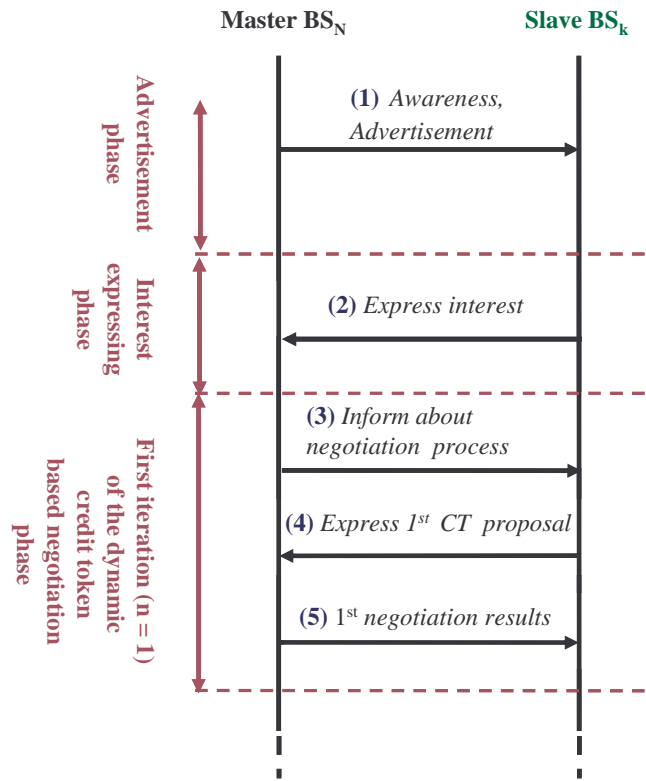 Master BS_N
Slave BS_k
Advertisement
phase
(1) Awareness,
Advertisement
Interest
expressing
phase
(2) Express interest
First iteration (n = 1)
of the dynamic
credit token
based negotiation
phase
(3) Inform about
negotiation process
(4) Express 1st CT proposal
(5) 1st negotiation results